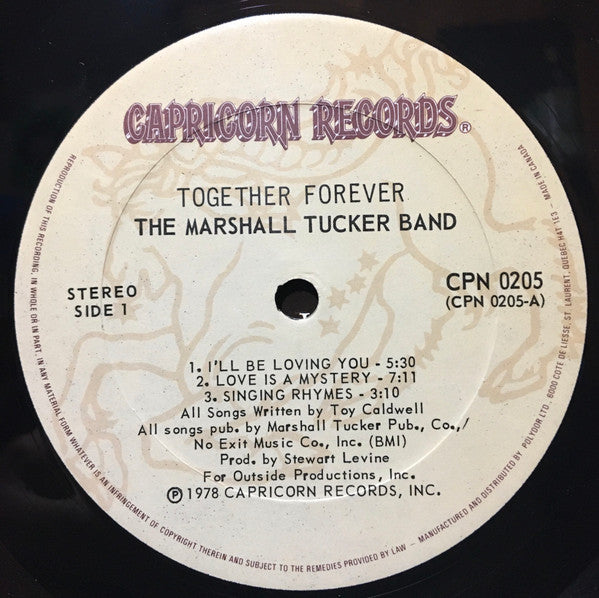 CAPRICORN RECORDS®
TOGETHER FOREVER
THE MARSHALL TUCKER BAND
STEREO
SIDE 1
CPN 0205
(CPN 0205-A)
1. I'LL BE LOVING YOU - 5:30
2. LOVE IS A MYSTERY - 7:11
3. SINGING RHYMES - 3:10
All Songs Written by Toy Caldwell
All songs pub. by Marshall Tucker Pub., Co.,/
No Exit Music Co., Inc. (BMI)
Prod. by Stewart Levine
For Outside Productions, Inc.
℗ 1978 CAPRICORN RECORDS, INC.
REPRODUCTION OF THIS RECORDING, IN WHOLE OR IN PART, IN ANY MATERIAL FORM WHATEVER IS AN INFRINGEMENT OF COPYRIGHT THEREIN AND SUBJECT TO THE REMEDIES PROVIDED BY LAW - MANUFACTURED AND DISTRIBUTED BY POLYDOR LTD. 6000 COTE DE LIESSE, ST. LAURENT, QUEBEC H4T 1E3 - MADE IN CANADA